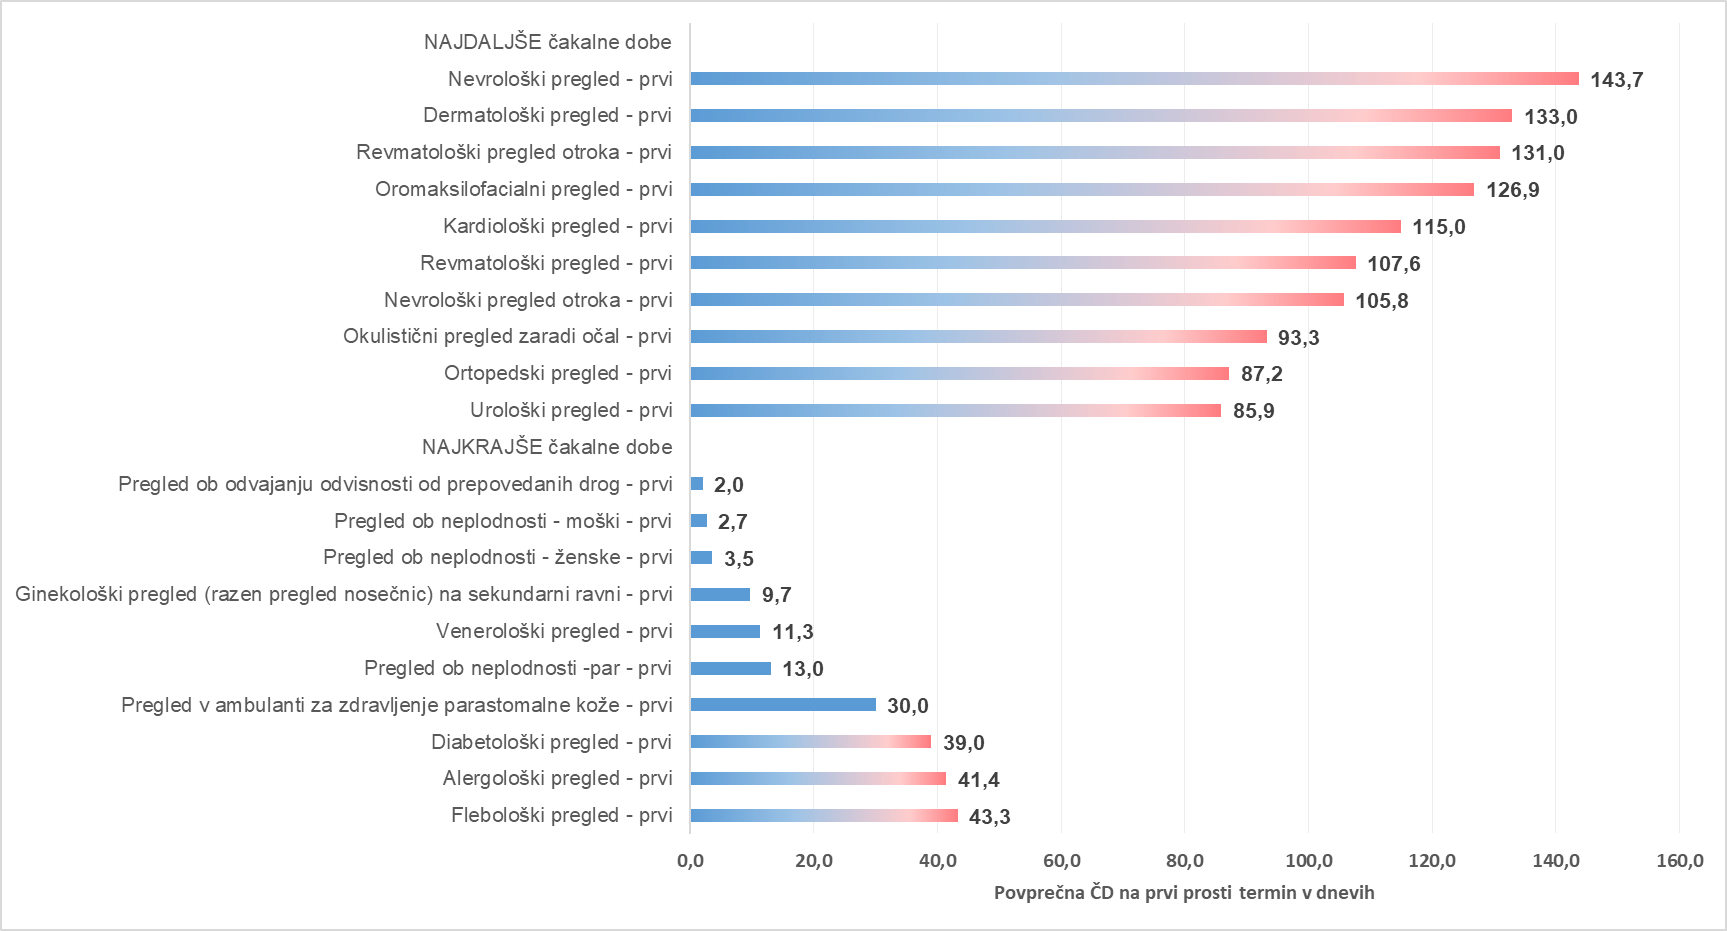 NAJDALJŠE čakalne dobe
Nevrološki pregled - prvi 143,7
Dermatološki pregled - prvi 133,0
Revmatološki pregled otroka - prvi 131,0
Oromaksilofacialni pregled - prvi 126,9
Kardiološki pregled - prvi 115,0
Revmatološki pregled - prvi 107,6
Nevrološki pregled otroka - prvi 105,8
Okulistični pregled zaradi očal - prvi 93,3
Ortopedski pregled - prvi 87,2
Urološki pregled - prvi 85,9
NAJKRAJŠE čakalne dobe
Pregled ob odvajanju odvisnosti od prepovedanih drog - prvi 2,0
Pregled ob neplodnosti - moški - prvi 2,7
Pregled ob neplodnosti - ženske - prvi 3,5
Ginekološki pregled (razen pregled nosečnic) na sekundarni ravni - prvi 9,7
Venerološki pregled - prvi 11,3
Pregled ob neplodnosti -par - prvi 13,0
Pregled v ambulanti za zdravljenje parastomalne kože - prvi 30,0
Diabetološki pregled - prvi 39,0
Alergološki pregled - prvi 41,4
Flebološki pregled - prvi 43,3
0,0 20,0 40,0 60,0 80,0 100,0 120,0 140,0 160,0
Povprečna ČD na prvi prosti termin v dnevih